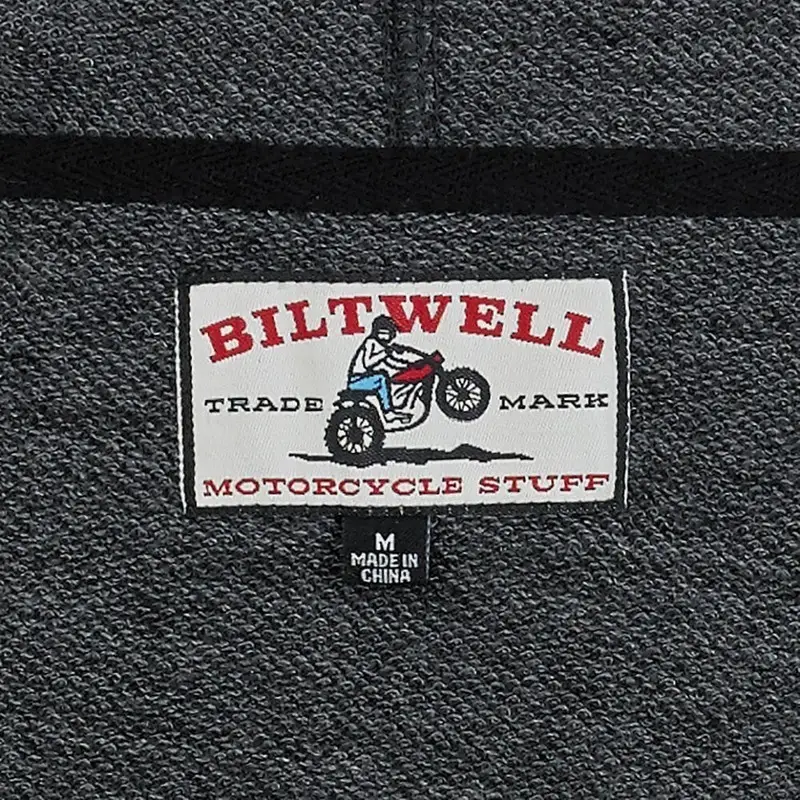 BILTWELL
TRADE MARK
MOTORCYCLE STUFF
M
MADE IN
CHINA